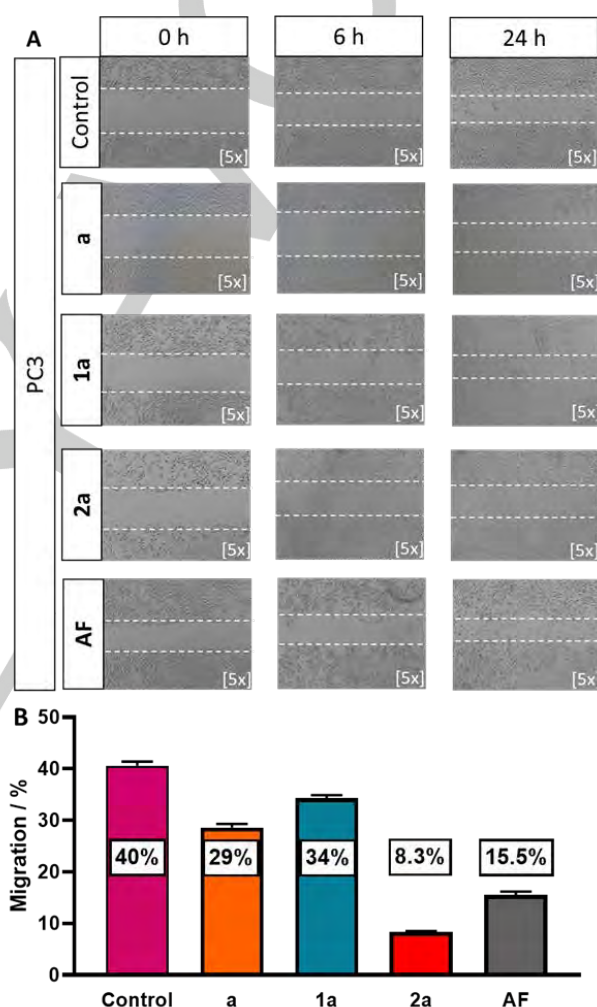 A
0 h
6 h
24 h
PC3
Control
[5x]
[5x]
[5x]
a
[5x]
[5x]
[5x]
1a
[5x]
[5x]
[5x]
2a
[5x]
[5x]
[5x]
AF
[5x]
[5x]
[5x]
B
Migration / %
50
40
30
20
10
0
40%
29%
34%
8.3%
15.5%
Control
a
1a
2a
AF